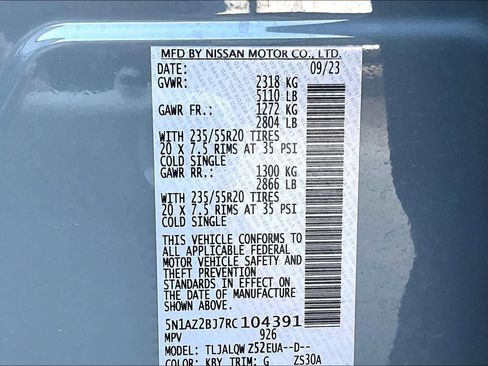 MFD BY NISSAN MOTOR CO., LTD.
DATE: 09/23
GVWR: 2318 KG
5110 LB
GAWR FR.: 1272 KG
2804 LB
WITH 235/55R20 TIRES
20 X 7.5 RIMS AT 35 PSI
COLD SINGLE
GAWR RR.: 1300 KG
2866 LB
WITH 235/55R20 TIRES
20 X 7.5 RIMS AT 35 PSI
COLD SINGLE
THIS VEHICLE CONFORMS TO
ALL APPLICABLE FEDERAL
MOTOR VEHICLE SAFETY AND
THEFT PREVENTION
STANDARDS IN EFFECT
ON THE DATE OF
MANUFACTURE SHOWN ABOVE.
5N1AZ2BJ7RC104391
MPV 926
MODEL: TLJALQW Z52EUA--D--
COLOR: KBY TRIM: G ZS30A